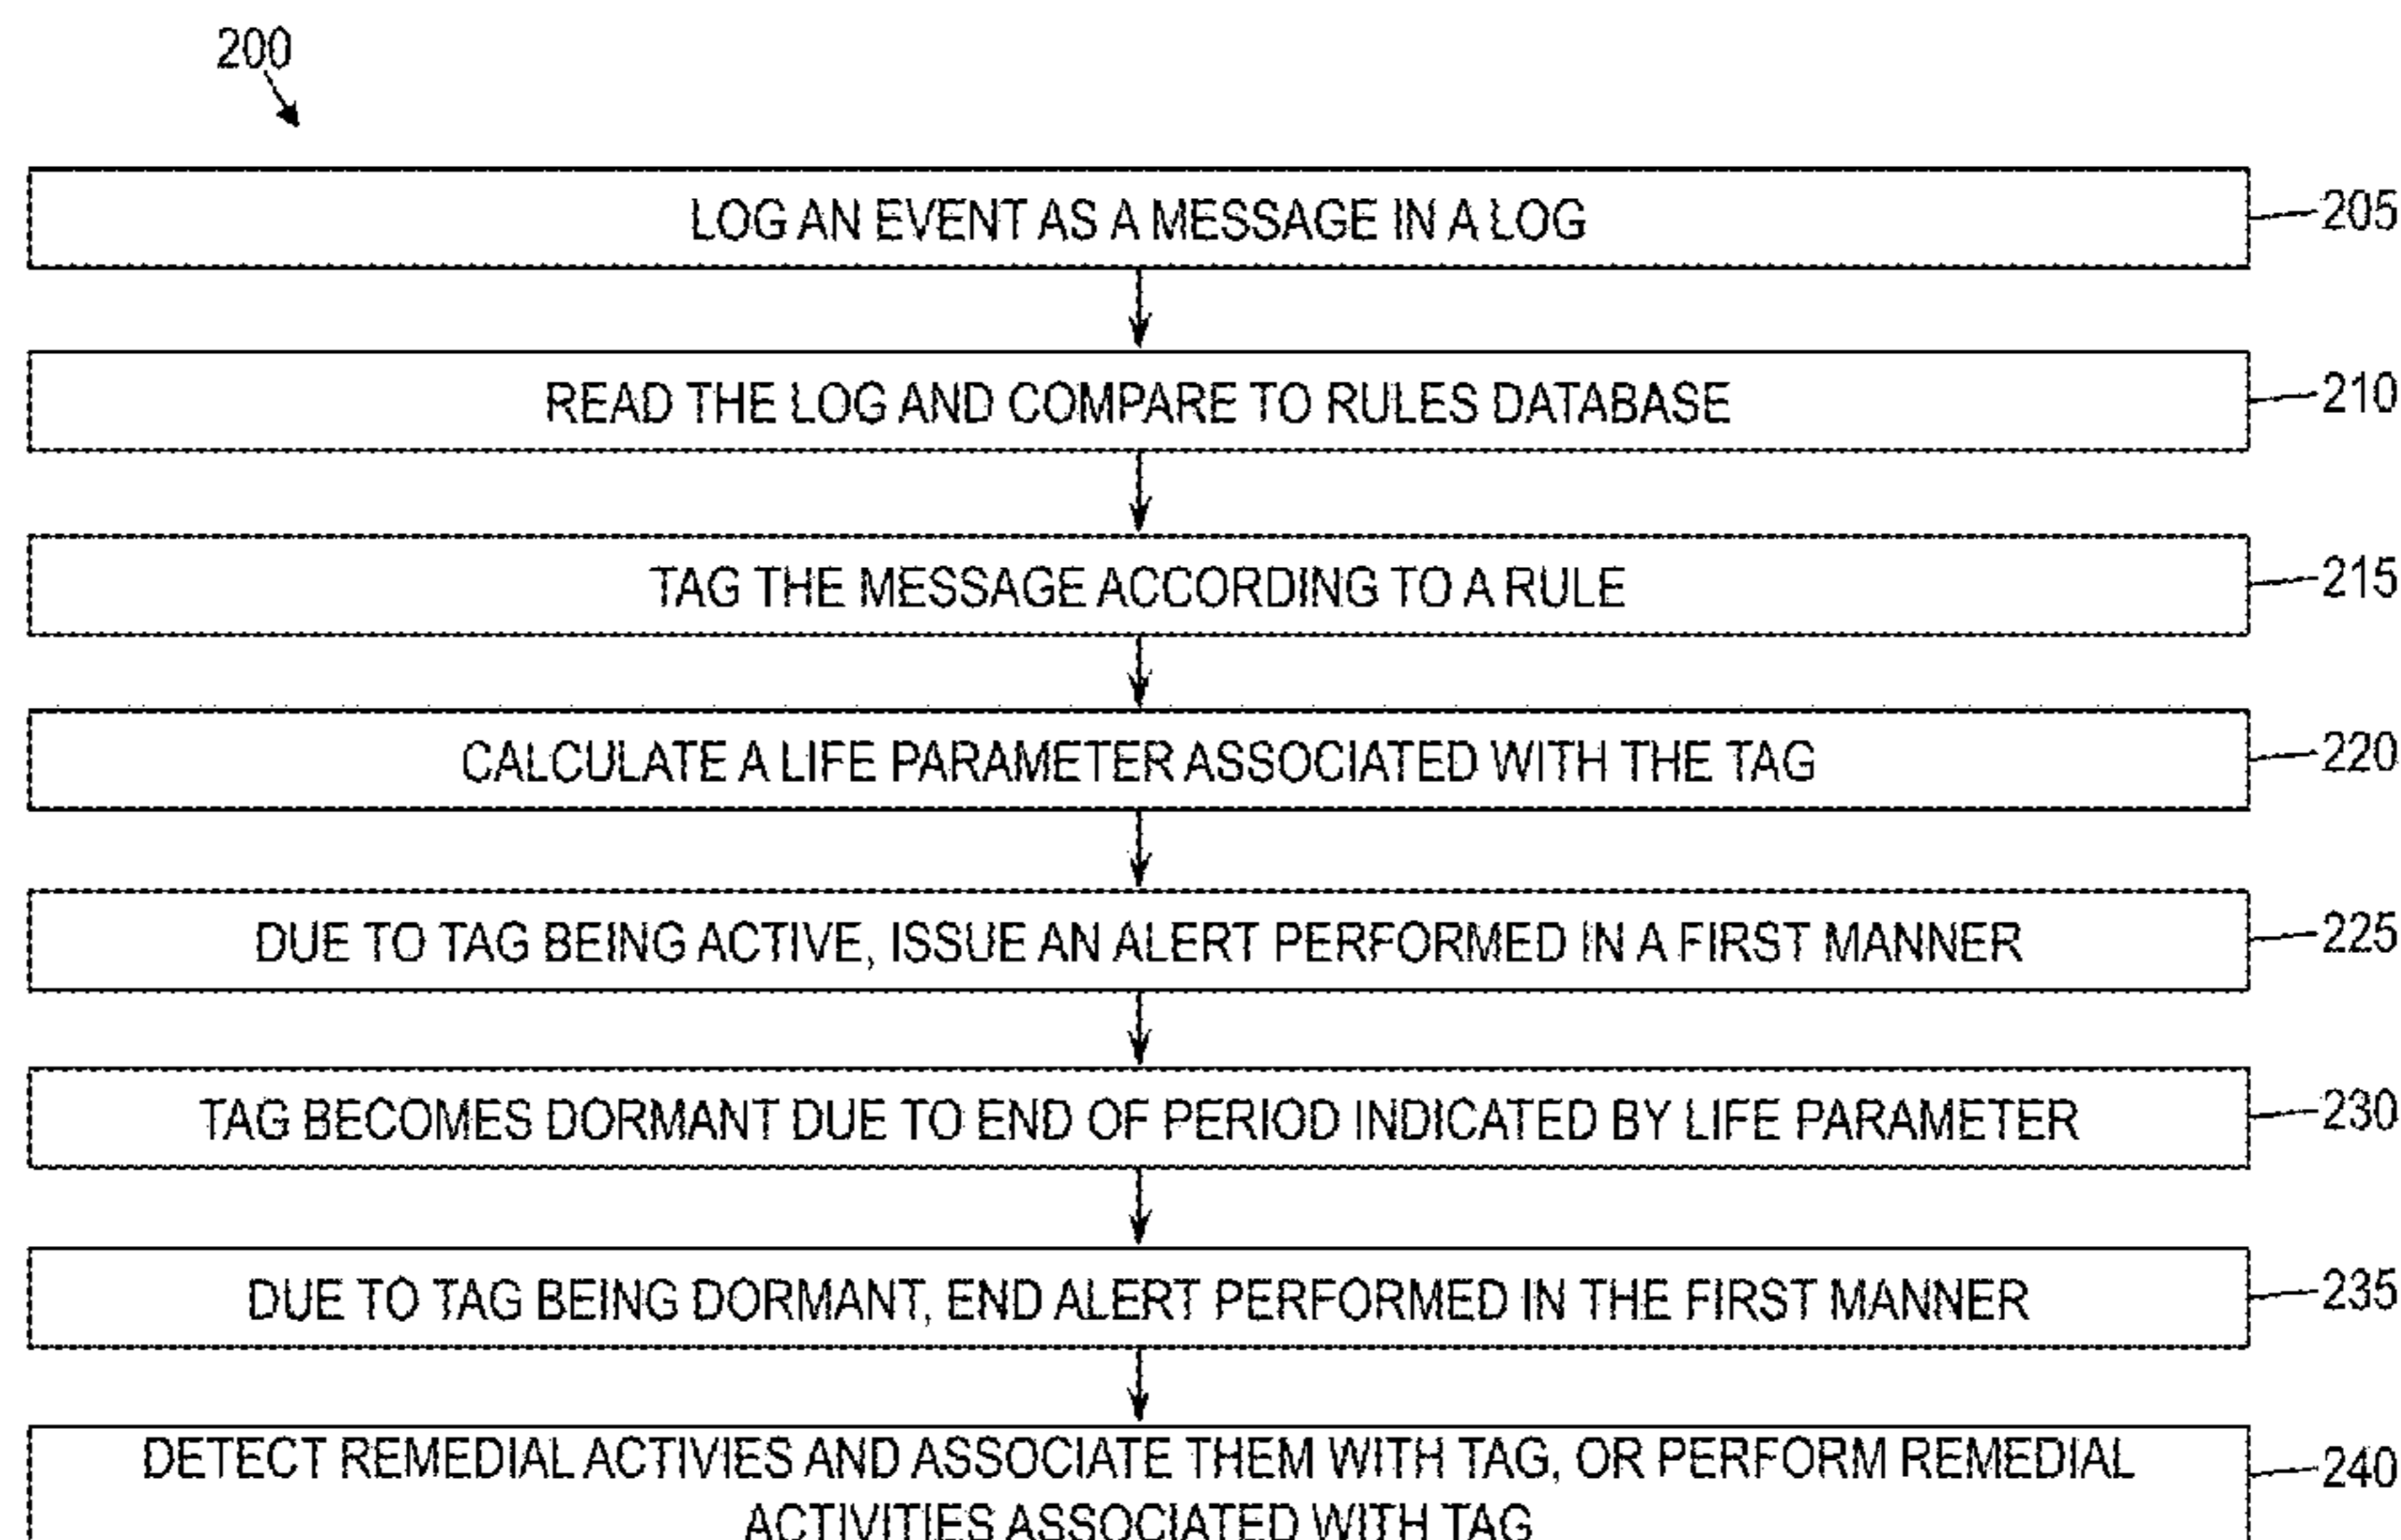 200
LOG AN EVENT AS A MESSAGE IN A LOG
205
READ THE LOG AND COMPARE TO RULES DATABASE
210
TAG THE MESSAGE ACCORDING TO A RULE
215
CALCULATE A LIFE PARAMETER ASSOCIATED WITH THE TAG
220
DUE TO TAG BEING ACTIVE, ISSUE AN ALERT PERFORMED IN A FIRST MANNER
225
TAG BECOMES DORMANT DUE TO END OF PERIOD INDICATED BY LIFE PARAMETER
230
DUE TO TAG BEING DORMANT, END ALERT PERFORMED IN THE FIRST MANNER
235
DETECT REMEDIAL ACTIVIES AND ASSOCIATE THEM WITH TAG, OR PERFORM REMEDIAL
ACTIVITIES ASSOCIATED WITH TAG
240